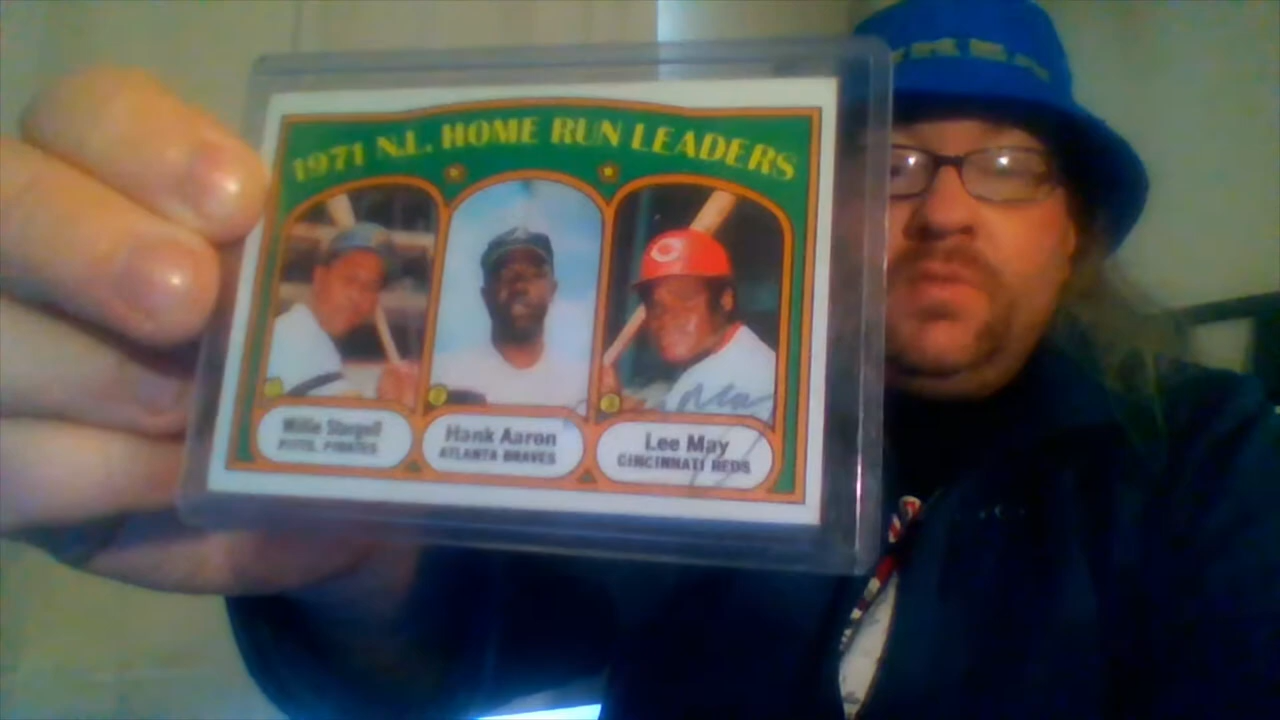 1971 N.L. HOME RUN LEADERS
Willie Stargell
PITTS. PIRATES
Hank Aaron
ATLANTA BRAVES
Lee May
CINCINNATI REDS